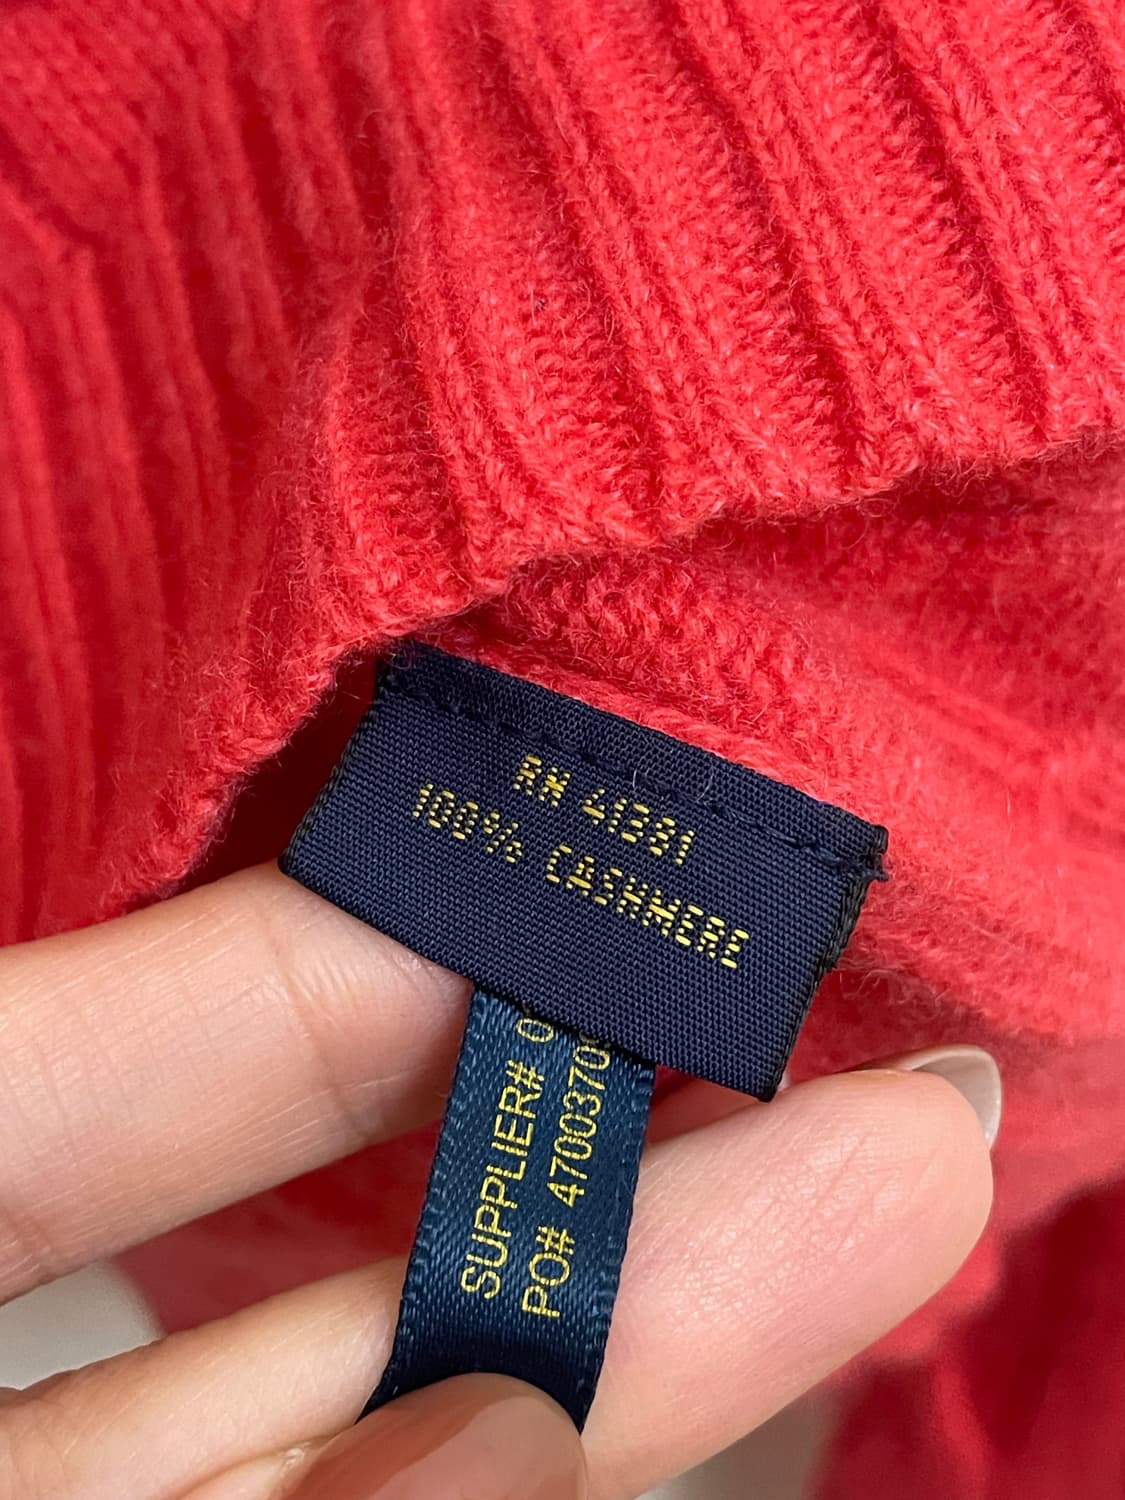 RN 41381
100% CASHMERE
SUPPLIER# 0
PO# 4700370